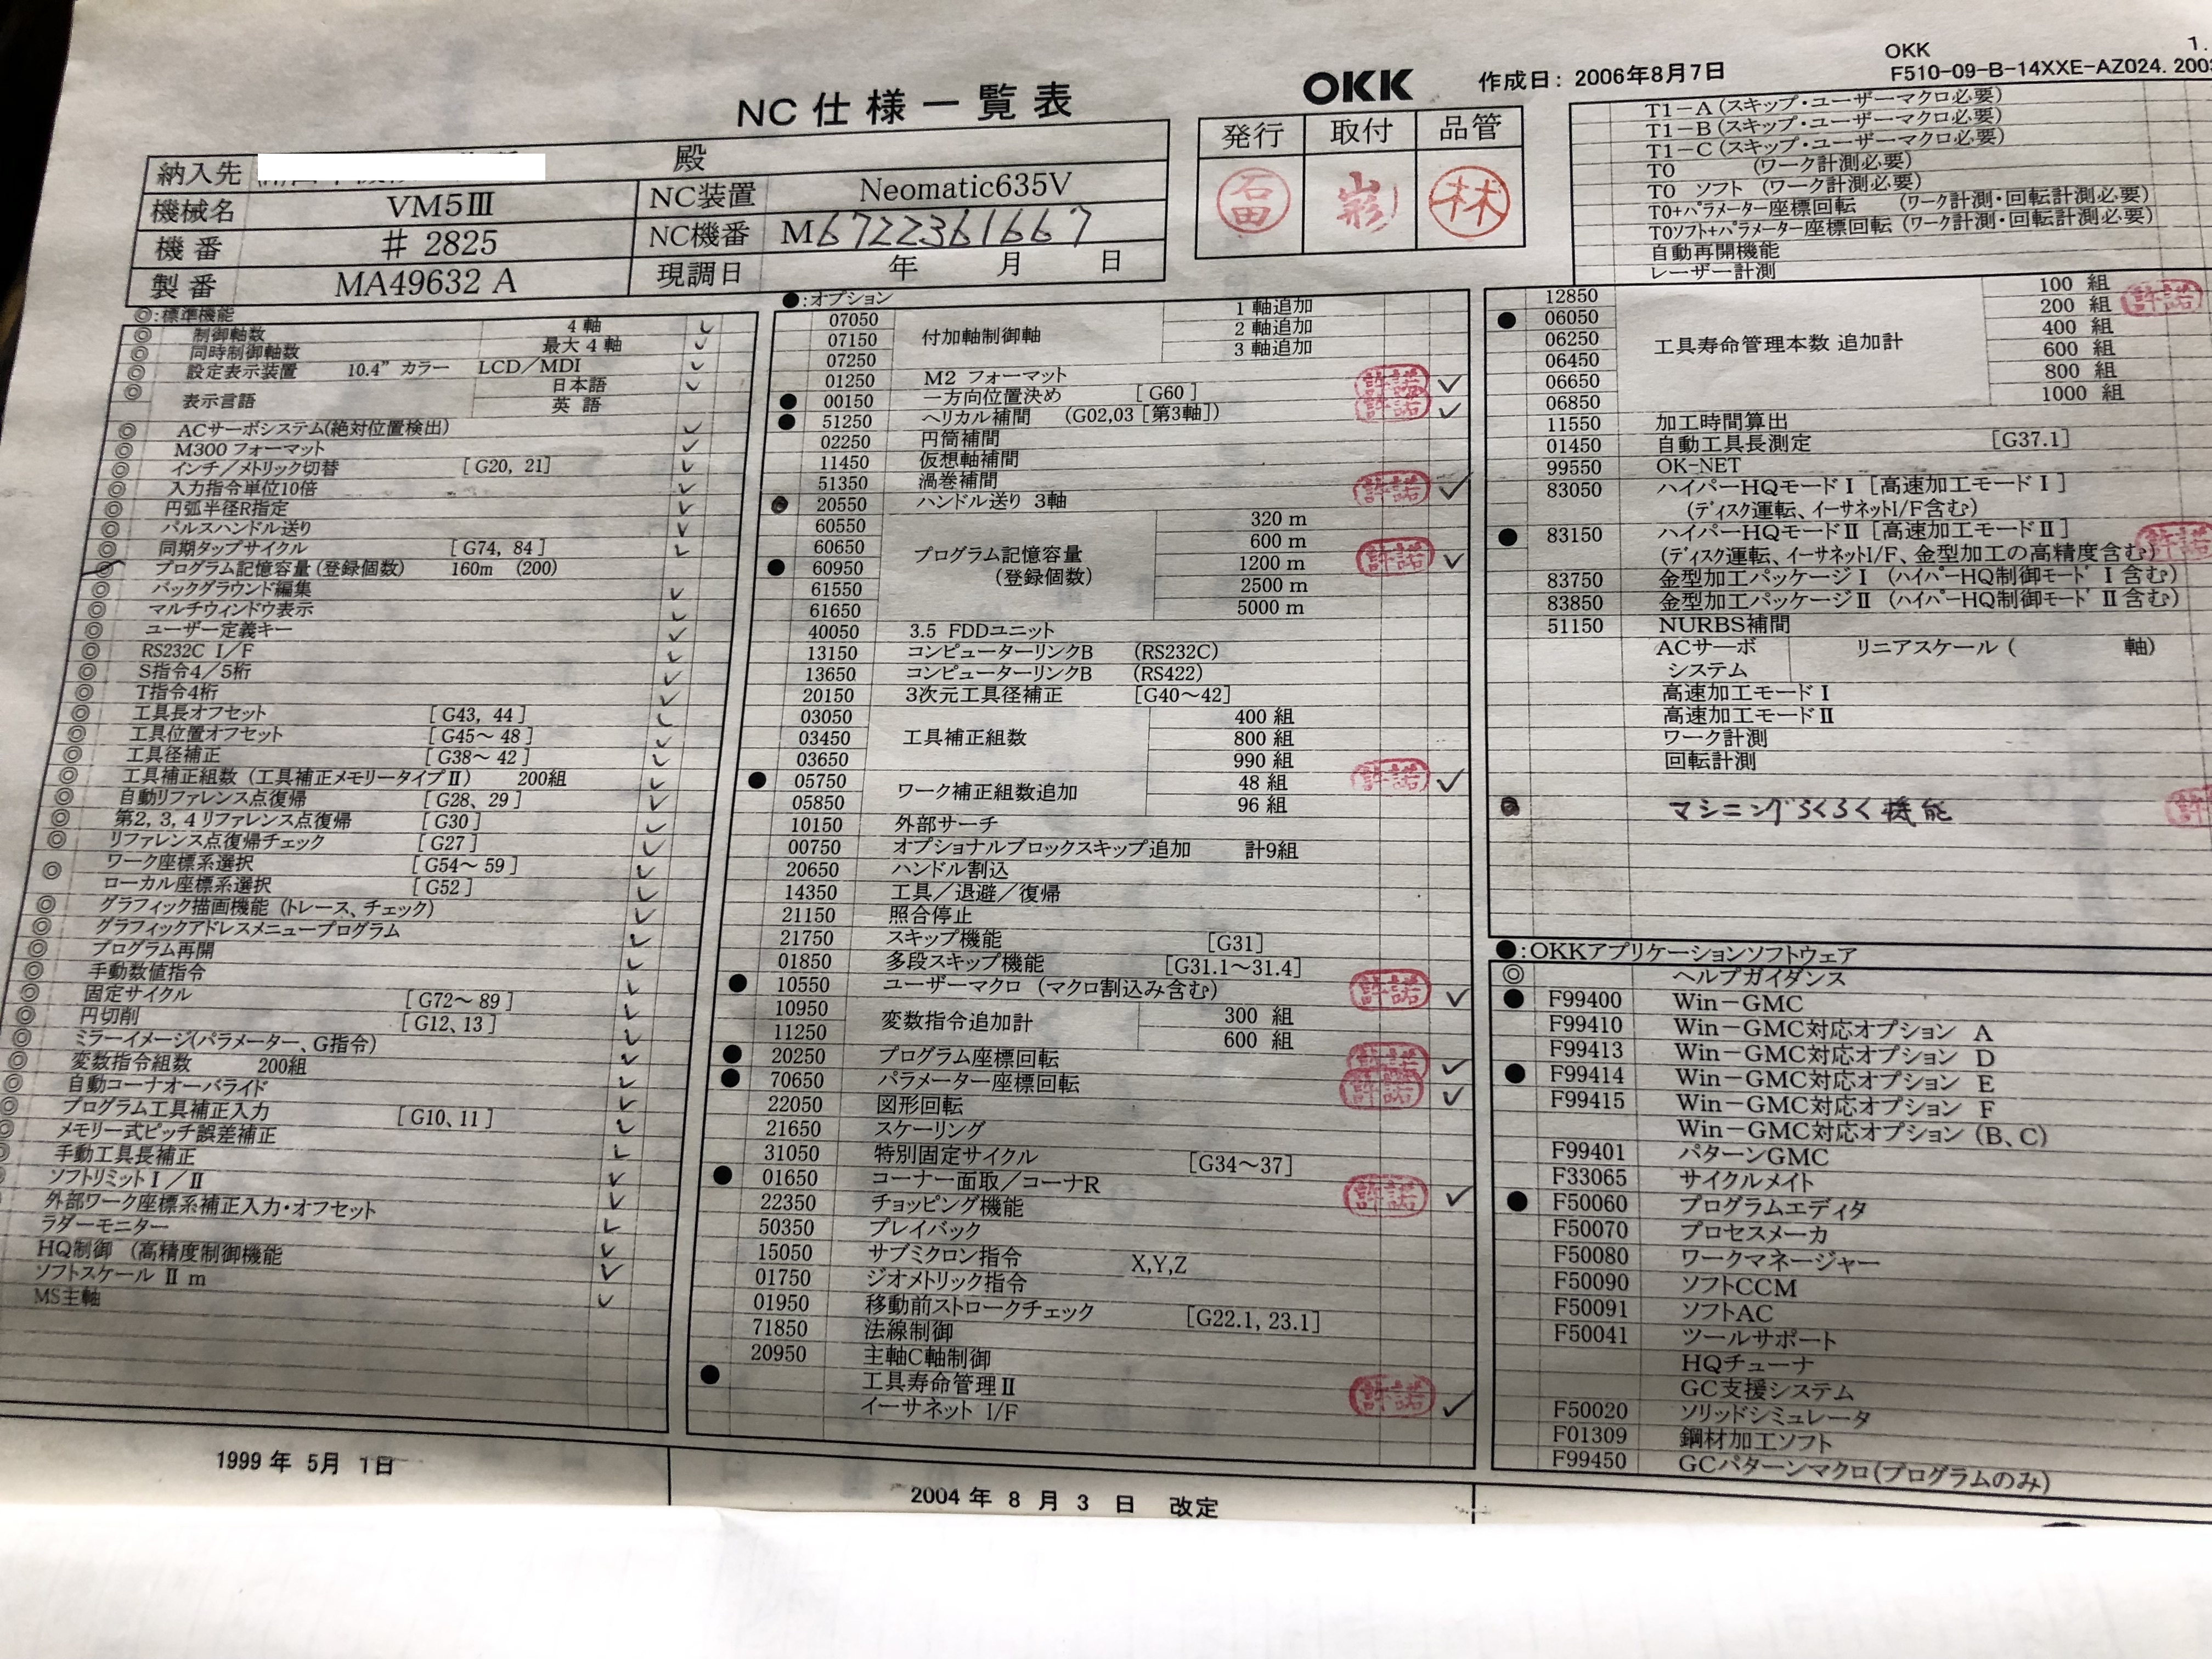 OKK 1.
F510-09-B-14XXE-AZ024. 200
NC 仕 様 一 覧 表
OKK
作成日: 2006年8月7日
納入先 殿
機械名 VM5Ⅲ NC装置 Neomatic635V
機 番 # 2825 NC機番 M6722361667
製 番 MA49632 A 現調日 年 月 日
発行 取付 品管
石田 林
◎:標準機能
◎ 制御軸数 4 軸
◎ 同時制御軸数 最大 4 軸
◎ 設定表示装置 10.4” カラー LCD/MDI
◎ 表示言語 日本語
英 語
◎ ACサーボシステム(絶対位置検出)
◎ M300 フォーマット
◎ インチ/メトリック切替 [ G20, 21]
◎ 入力指令単位10倍
◎ 円弧半径R指定
◎ パルスハンドル送り
◎ 同期タップサイクル [ G74, 84 ]
◎ プログラム記憶容量(登録個数) 160m (200)
◎ バックグラウンド編集
◎ マルチウィンドウ表示
◎ ユーザー定義キー
◎ RS232C I/F
◎ S指令4/5桁
◎ T指令4桁
◎ 工具長オフセット [ G43, 44 ]
◎ 工具位置オフセット [ G45~ 48 ]
◎ 工具径補正 [ G38~ 42 ]
◎ 工具補正組数 (工具補正メモリータイプⅡ) 200組
◎ 自動リファレンス点復帰 [ G28、29 ]
◎ 第2, 3, 4 リファレンス点復帰 [ G30 ]
◎ リファレンス点復帰チェック [ G27 ]
◎ ワーク座標系選択 [ G54~ 59 ]
ローカル座標系選択 [ G52 ]
◎ グラフィック描画機能 (トレース、チェック)
◎ グラフィックアドレスメニュープログラム
◎ プログラム再開
◎ 手動数値指令
◎ 固定サイクル [ G72~ 89 ]
◎ 円切削 [ G12、13 ]
◎ ミラーイメージ(パラメーター、G指令)
◎ 変数指令組数 200組
◎ 自動コーナオーバライド
◎ プログラム工具補正入力 [ G10、11 ]
◎ メモリー式ピッチ誤差補正
◎ 手動工具長補正
ソフトリミットⅠ/Ⅱ
外部ワーク座標系補正入力・オフセット
ラダーモニター
HQ制御 (高精度制御機能
ソフトスケール Ⅱ m
MS主軸
1999 年 5月 1日
●:オプション
07050 付加軸制御軸 1 軸追加
07150 2 軸追加
07250 3 軸追加
01250 M2 フォーマット
● 00150 一方向位置決め [ G60 ] 許諾
● 51250 ヘリカル補間 (G02,03 [第3軸]) 許諾
02250 円筒補間
11450 仮想軸補間
51350 渦巻補間
● 20550 ハンドル送り 3軸 許諾
60550 プログラム記憶容量 (登録個数) 320 m
60650 600 m
● 60950 1200 m 許諾
61550 2500 m
61650 5000 m
40050 3.5 FDDユニット
13150 コンピューターリンクB (RS232C)
13650 コンピューターリンクB (RS422)
20150 3次元工具径補正 [G40~42]
03050 工具補正組数 400 組
03450 800 組
03650 990 組
● 05750 ワーク補正組数追加 48 組 許諾
05850 96 組
10150 外部サーチ
00750 オプショナルブロックスキップ追加 計9組
20650 ハンドル割込
14350 工具/退避/復帰
21150 照合停止
21750 スキップ機能 [G31]
01850 多段スキップ機能 [G31.1~31.4]
● 10550 ユーザーマクロ (マクロ割込み含む) 許諾
10950 変数指令追加計 300 組
11250 600 組
● 20250 プログラム座標回転 許諾
● 70650 パラメーター座標回転 許諾
22050 図形回転
21650 スケーリング
31050 特別固定サイクル [G34~37]
● 01650 コーナー面取/コーナR 許諾
22350 チョッピング機能
50350 プレイバック
15050 サブミクロン指令 X,Y,Z
01750 ジオメトリック指令
01950 移動前ストロークチェック [G22.1, 23.1]
71850 法線制御
20950 主軸C軸制御
● 工具寿命管理Ⅱ 許諾
イーサネット I/F
2004 年 8 月 3 日 改定
T1-A (スキップ・ユーザーマクロ必要)
T1-B (スキップ・ユーザーマクロ必要)
T1-C (スキップ・ユーザーマクロ必要)
T0 (ワーク計測必要)
T0 ソフト (ワーク計測必要)
T0+パラメーター座標回転 (ワーク計測・回転計測必要)
T0ソフト+パラメーター座標回転 (ワーク計測・回転計測必要)
自動再開機能
レーザー計測
12850 工具寿命管理本数 追加計 100 組
● 06050 200 組 許諾
06250 400 組
06450 600 組
06650 800 組
06850 1000 組
11550 加工時間算出
01450 自動工具長測定 [G37.1]
99550 OK-NET
83050 ハイパーHQモードⅠ [高速加工モードⅠ]
(ディスク運転、イーサネットI/F含む)
● 83150 ハイパーHQモードⅡ [高速加工モードⅡ] 許諾
(ディスク運転、イーサネットI/F、金型加工の高精度含む)
83750 金型加工パッケージⅠ (ハイパーHQ制御モードⅠ含む)
83850 金型加工パッケージⅡ (ハイパーHQ制御モードⅡ含む)
51150 NURBS補間
ACサーボ リニアスケール ( 軸)
システム
高速加工モードⅠ
高速加工モードⅡ
ワーク計測
回転計測
● マシニングらくらく機能 許
●:OKKアプリケーションソフトウェア
◎ ヘルプガイダンス
● F99400 Win-GMC
F99410 Win-GMC対応オプション A
F99413 Win-GMC対応オプション D
● F99414 Win-GMC対応オプション E
F99415 Win-GMC対応オプション F
Win-GMC対応オプション (B、C)
F99401 パターンGMC
F33065 サイクルメイト
● F50060 プログラムエディタ
F50070 プロセスメーカ
F50080 ワークマネージャー
F50090 ソフトCCM
F50091 ソフトAC
F50041 ツールサポート
HQチューナ
GC支援システム
F50020 ソリッドシミュレータ
F01309 鋼材加工ソフト
F99450 GCパターンマクロ(プログラムのみ)